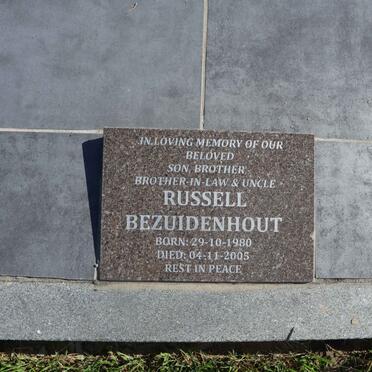 IN LOVING MEMORY OF OUR
BELOVED
SON, BROTHER,
BROTHER-IN-LAW & UNCLE
RUSSELL
BEZUIDENHOUT
BORN: 29-10-1980
DIED: 04-11-2005
REST IN PEACE